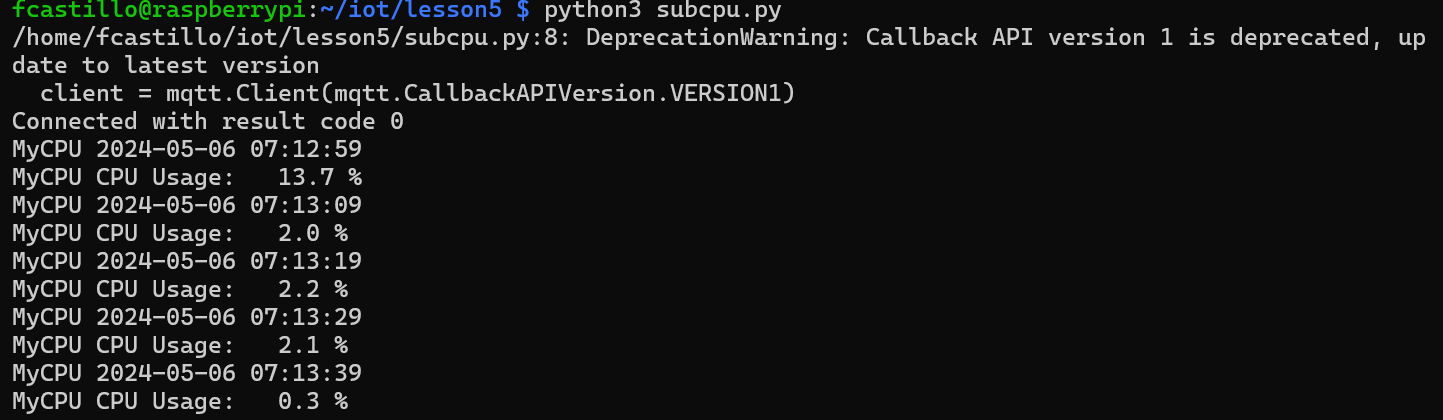 fcastillo@raspberrypi:~/iot/lesson5 $ python3 subcpu.py
/home/fcastillo/iot/lesson5/subcpu.py:8: DeprecationWarning: Callback API version 1 is deprecated, up
date to latest version
  client = mqtt.Client(mqtt.CallbackAPIVersion.VERSION1)
Connected with result code 0
MyCPU 2024-05-06 07:12:59
MyCPU CPU Usage:   13.7 %
MyCPU 2024-05-06 07:13:09
MyCPU CPU Usage:   2.0 %
MyCPU 2024-05-06 07:13:19
MyCPU CPU Usage:   2.2 %
MyCPU 2024-05-06 07:13:29
MyCPU CPU Usage:   2.1 %
MyCPU 2024-05-06 07:13:39
MyCPU CPU Usage:   0.3 %